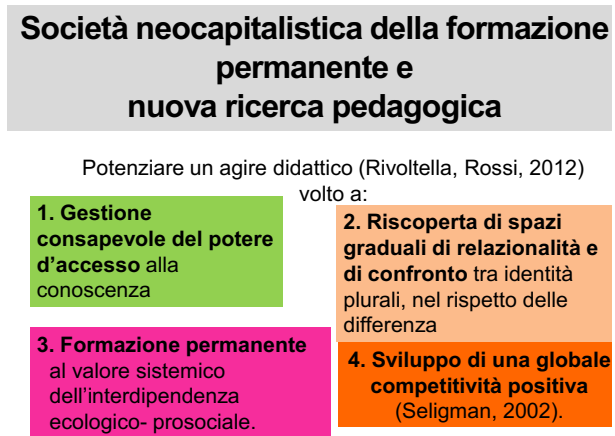 Società neocapitalistica della formazione
permanente e
nuova ricerca pedagogica
Potenziare un agire didattico (Rivoltella, Rossi, 2012)
volto a:
1. Gestione
consapevole del potere
d'accesso alla
conoscenza
2. Riscoperta di spazi
graduali di relazionalità e
di confronto tra identità
plurali, nel rispetto delle
differenza
3. Formazione permanente
al valore sistemico
dell'interdipendenza
ecologico- prosociale.
4. Sviluppo di una globale
competitività positiva
(Seligman, 2002).